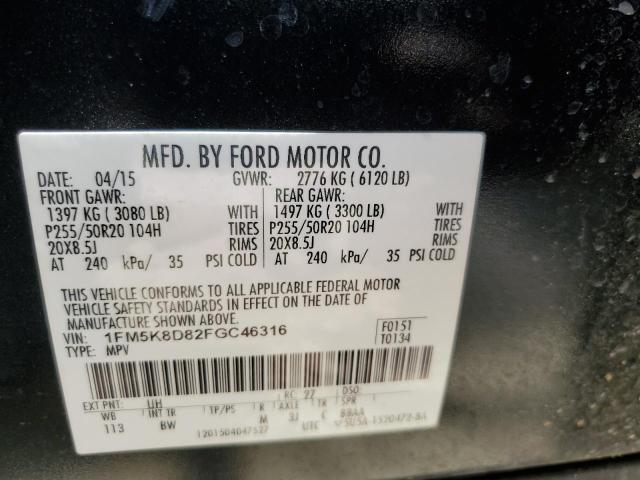 MFD. BY FORD MOTOR CO.
DATE: 04/15 GVWR: 2776 KG ( 6120 LB)
FRONT GAWR: REAR GAWR:
1397 KG ( 3080 LB) WITH 1497 KG ( 3300 LB) WITH
P255/50R20 104H TIRES P255/50R20 104H TIRES
20X8.5J RIMS 20X8.5J RIMS
AT 240 kPa/ 35 PSI COLD AT 240 kPa/ 35 PSI COLD
THIS VEHICLE CONFORMS TO ALL APPLICABLE FEDERAL MOTOR
VEHICLE SAFETY STANDARDS IN EFFECT ON THE DATE OF
MANUFACTURE SHOWN ABOVE.
VIN: 1FM5K8D82FGC46316 F0151
TYPE: MPV T0134
EXT PNT: UH RC: 27 DSO:
WB INT TR TP/PS R AXLE TR SPR
113 BW M 3J C BBAA
1201504047527 UTC